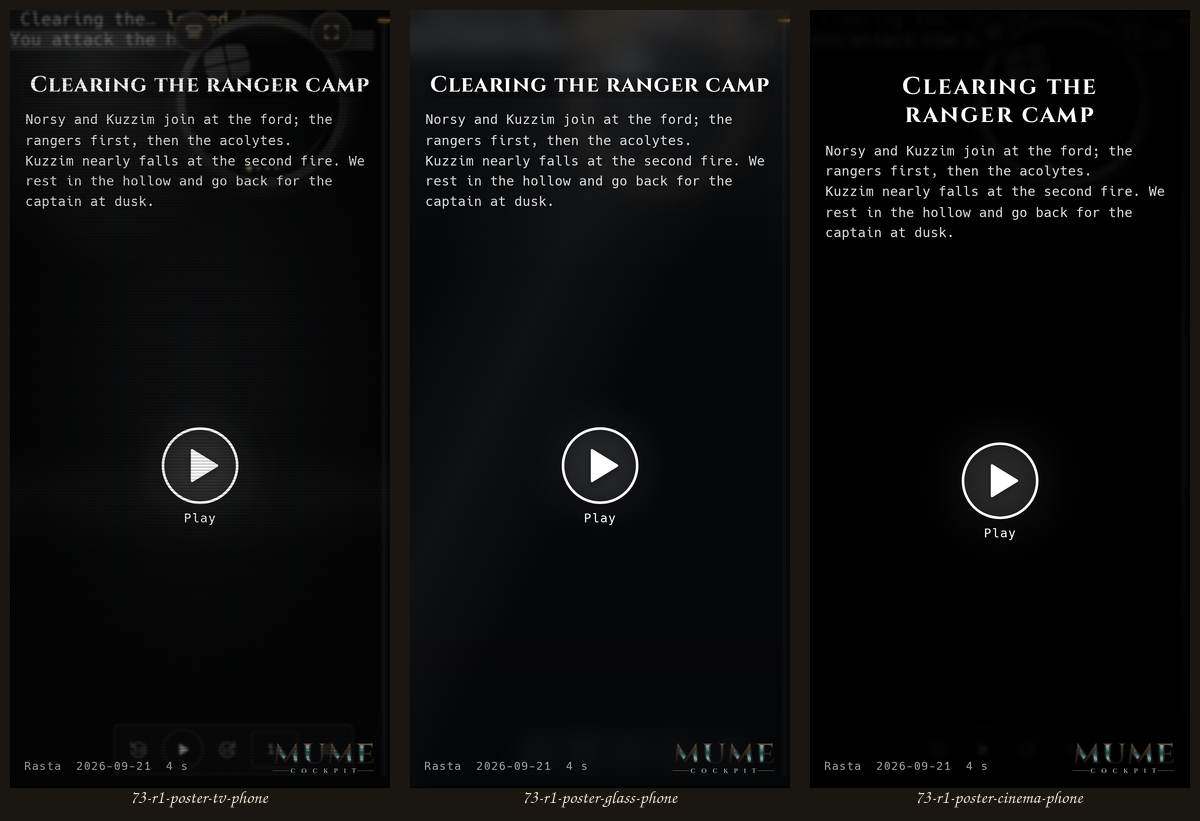 Clearing the… 
You attack the h
CLEARING THE RANGER CAMP
Norsy and Kuzzim join at the ford; the
rangers first, then the acolytes.
Kuzzim nearly falls at the second fire. We
rest in the hollow and go back for the
captain at dusk.
Play
Rasta 2026-09-21 4 s
MUME
COCKPIT
73-r1-poster-tv-phone
CLEARING THE RANGER CAMP
Norsy and Kuzzim join at the ford; the
rangers first, then the acolytes.
Kuzzim nearly falls at the second fire. We
rest in the hollow and go back for the
captain at dusk.
Play
Rasta 2026-09-21 4 s
MUME
COCKPIT
73-r1-poster-glass-phone
CLEARING THE
RANGER CAMP
Norsy and Kuzzim join at the ford; the
rangers first, then the acolytes.
Kuzzim nearly falls at the second fire. We
rest in the hollow and go back for the
captain at dusk.
Play
Rasta 2026-09-21 4 s
MUME
COCKPIT
73-r1-poster-cinema-phone